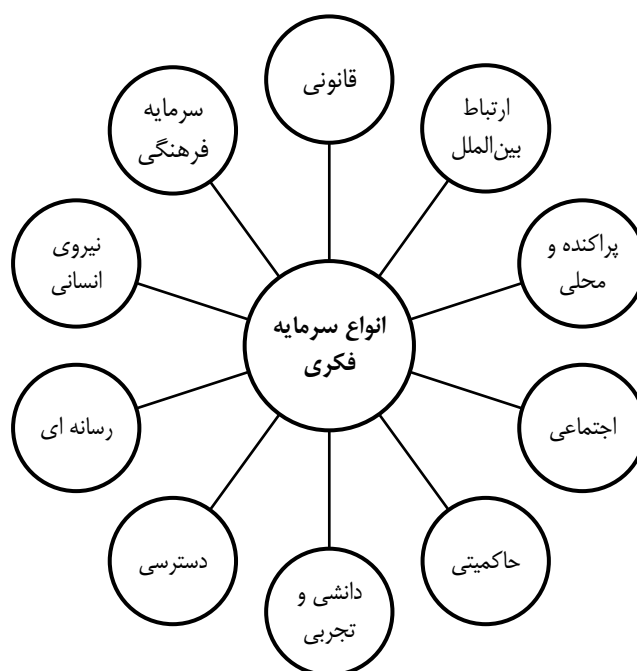 قانونی
ارتباط
بین‌الملل
پراکنده و
محلی
اجتماعی
حاکمیتی
دانشی و
تجربی
دسترسی
رسانه ای
نیروی
انسانی
سرمایه
فرهنگی
انواع سرمایه
فکری